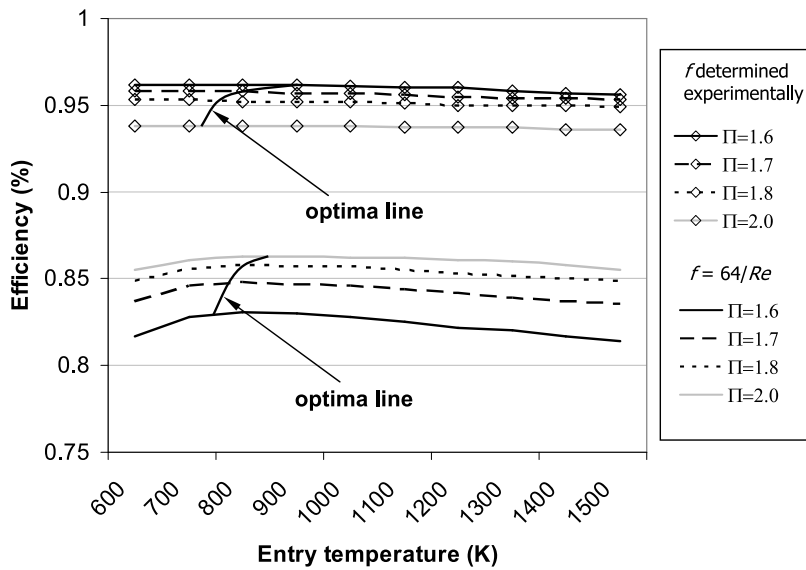 1
0.95
0.9
0.85
0.8
0.75
Efficiency (%)
optima line
optima line
600
700
800
900
1000
1100
1200
1300
1400
1500
Entry temperature (K)
f determined
experimentally
Π=1.6
Π=1.7
Π=1.8
Π=2.0
f = 64/Re
Π=1.6
Π=1.7
Π=1.8
Π=2.0